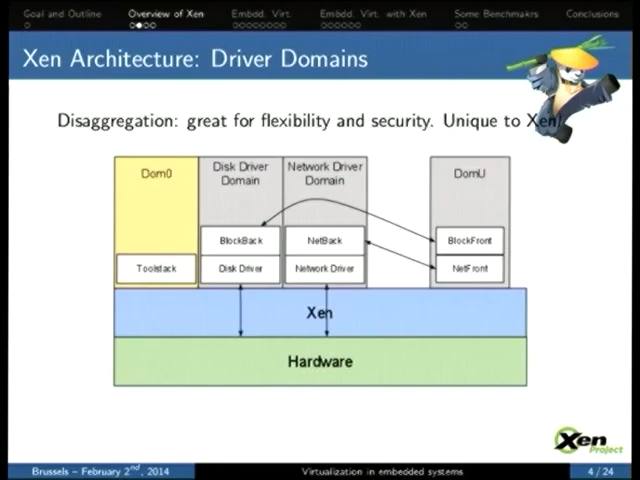 Goal and Outline
Overview of Xen
Embdd. Virt.
Embdd. Virt. with Xen
Some Benchmakrs
Conclusions
Xen Architecture: Driver Domains
Disaggregation: great for flexibility and security. Unique to Xen!
Dom0
Disk Driver
Domain
Network Driver
Domain
DomU
BlockBack
NetBack
BlockFront
Toolstack
Disk Driver
Network Driver
NetFront
Xen
Hardware
Xen
Project
Brussels – February 2nd, 2014
Virtualization in embedded systems
4 / 24